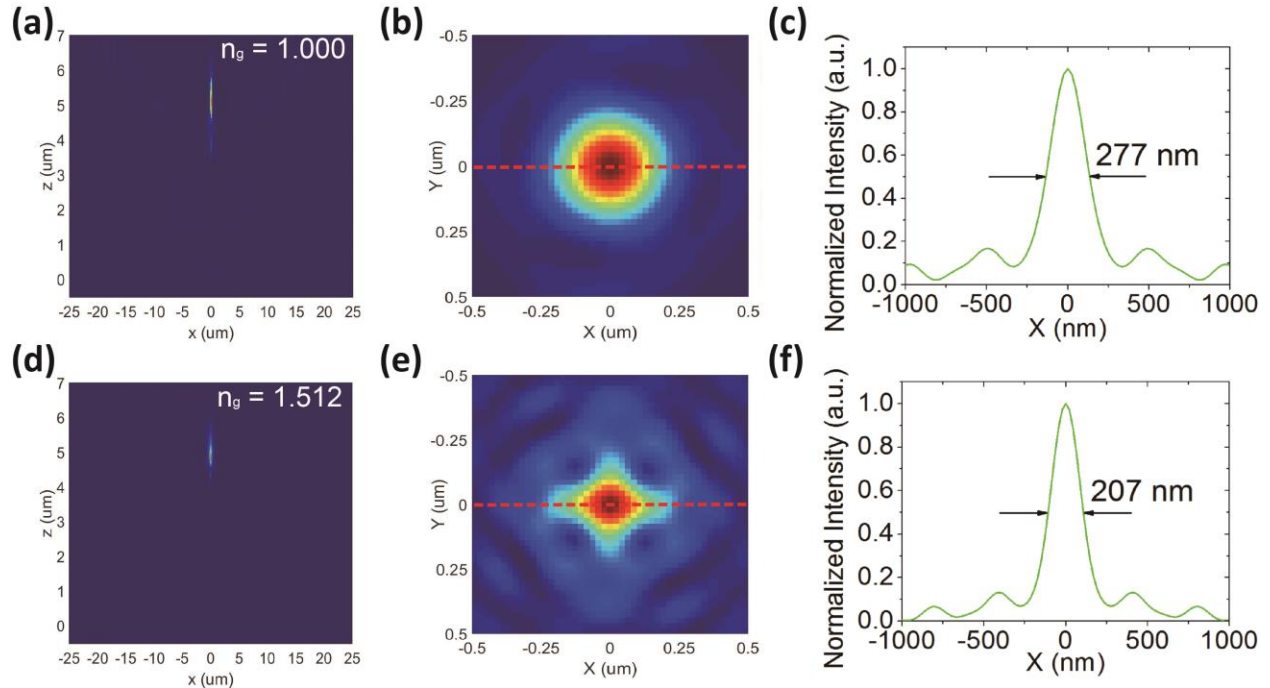 (a)
n_g = 1.000
7
6
5
4
3
2
1
0
z (um)
-25 -20 -15 -10 -5 0 5 10 15 20 25
x (um)
(b)
-0.5
-0.25
0
0.25
0.5
Y (um)
-0.5 -0.25 0 0.25 0.5
X (um)
(c)
1.0
0.8
0.6
0.4
0.2
0.0
Normalized Intensity (a.u.)
277 nm
-1000 -500 0 500 1000
X (nm)
(d)
n_g = 1.512
7
6
5
4
3
2
1
0
z (um)
-25 -20 -15 -10 -5 0 5 10 15 20 25
x (um)
(e)
-0.5
-0.25
0
0.25
0.5
Y (um)
-0.5 -0.25 0 0.25 0.5
X (um)
(f)
1.0
0.8
0.6
0.4
0.2
0.0
Normalized Intensity (a.u.)
207 nm
-1000 -500 0 500 1000
X (nm)